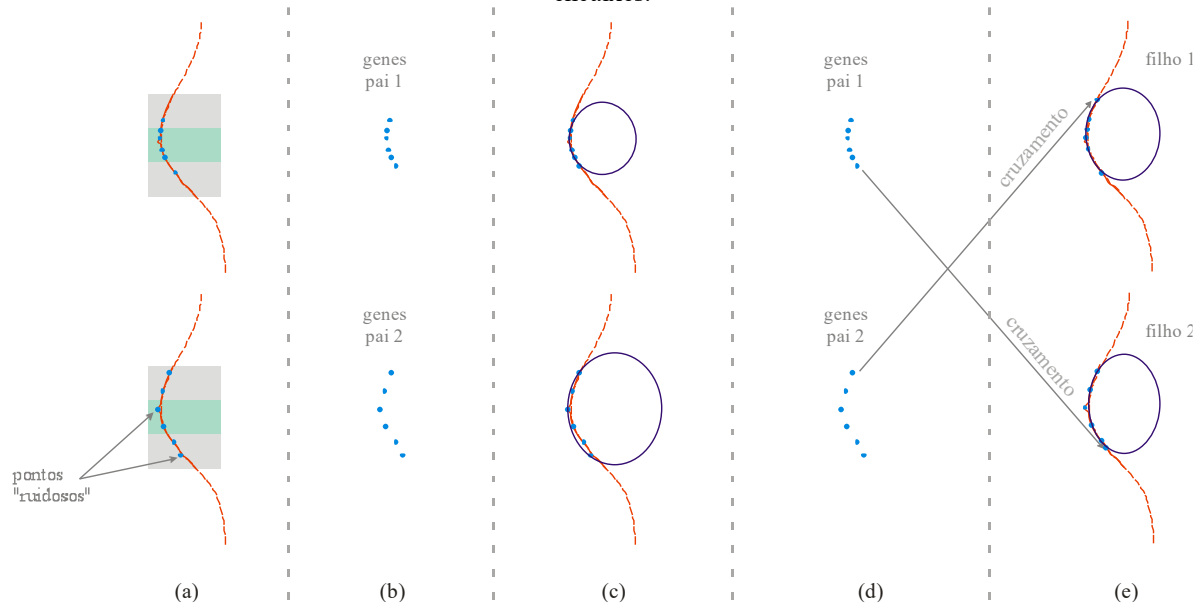 genes
pai 1
genes
pai 1
cruzamento
filho 1
genes
pai 2
genes
pai 2
cruzamento
filho 2
pontos
"ruidosos"
(a)
(b)
(c)
(d)
(e)